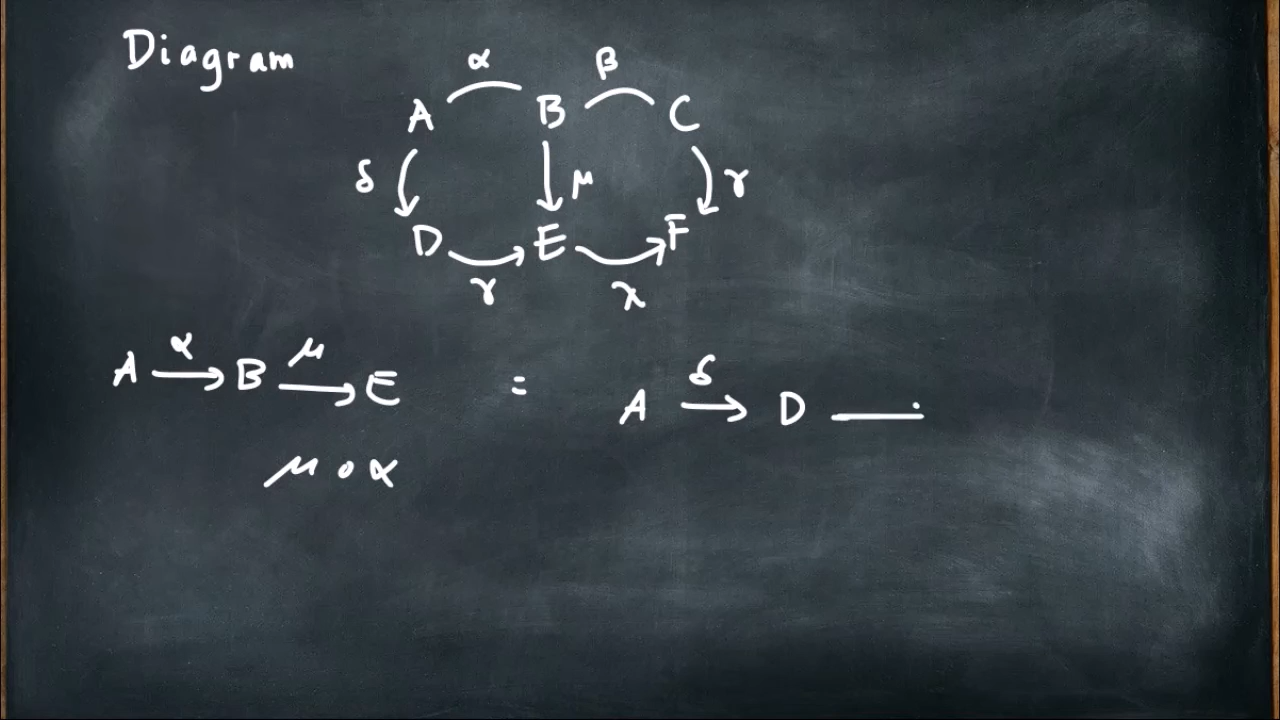 Diagram
α β
A B C
δ μ γ
D E F
γ λ
α μ δ
A → B → E = A → D —
μ ∘ α